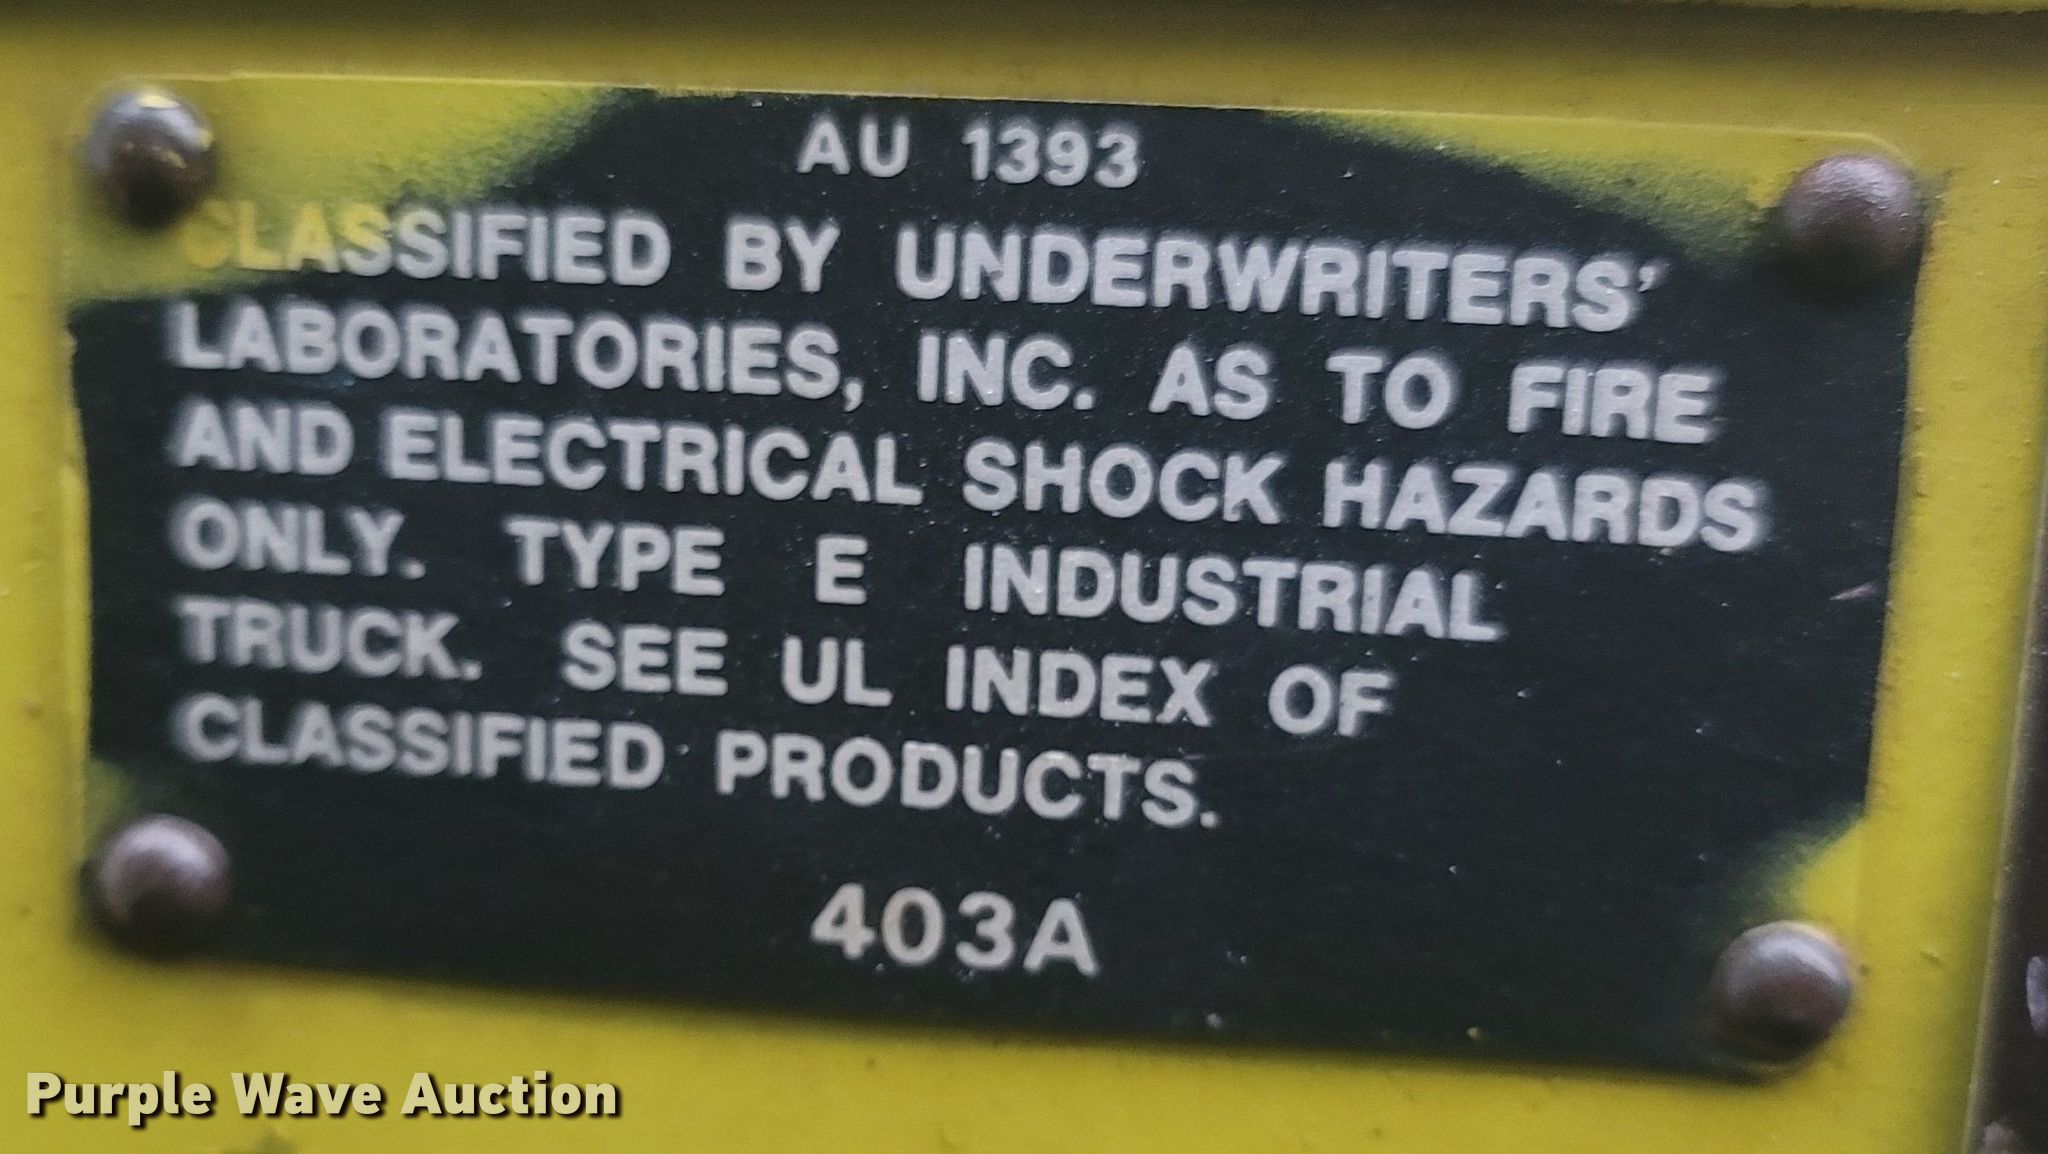 AU 1393
CLASSIFIED BY UNDERWRITERS'
LABORATORIES, INC. AS TO FIRE
AND ELECTRICAL SHOCK HAZARDS
ONLY. TYPE E INDUSTRIAL
TRUCK. SEE UL INDEX OF
CLASSIFIED PRODUCTS.
403A
Purple Wave Auction